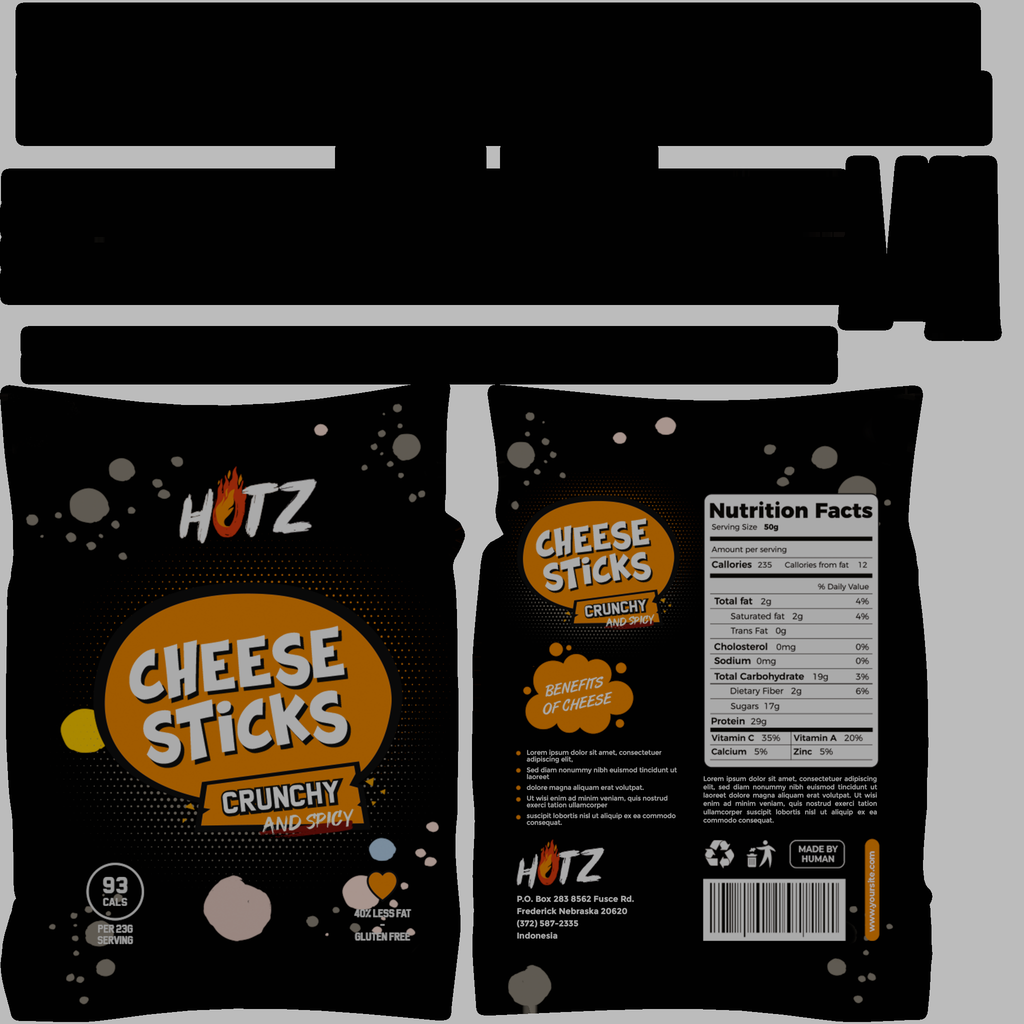 HOTZ
CHEESE
STiCKS
CRUNCHY
AND SPICY
93
CALS
PER 23G
SERVING
40% LESS FAT
GLUTEN FREE
CHEESE
STiCKS
CRUNCHY
AND SPICY
BENEFITS
OF CHEESE
Lorem ipsum dolor sit amet, consectetuer
adipiscing elit,
Sed diam nonummy nibh euismod tincidunt ut
laoreet
dolore magna aliquam erat volutpat.
Ut wisi enim ad minim veniam, quis nostrud
exerci tation ullamcorper
suscipit lobortis nisl ut aliquip ex ea commodo
consequat.
HOTZ
P.O. Box 283 8562 Fusce Rd.
Frederick Nebraska 20620
(372) 587-2335
Indonesia
Nutrition Facts
Serving Size 50g
Amount per serving
Callories 235 Callories from fat 12
% Daily Value
Total fat 2g 4%
Saturated fat 2g 4%
Trans Fat 0g
Cholosterol 0mg 0%
Sodium 0mg 0%
Total Carbohydrate 19g 3%
Dietary Fiber 2g 6%
Sugars 17g
Protein 29g
Vitamin C 35% Vitamin A 20%
Calcium 5% Zinc 5%
Lorem ipsum dolor sit amet, consectetuer adipiscing
elit, sed diam nonummy nibh euismod tincidunt ut
laoreet dolore magna aliquam erat volutpat. Ut wisi
enim ad minim veniam, quis nostrud exerci tation
ullamcorper suscipit lobortis nisl ut aliquip ex ea
commodo consequat.
MADE BY
HUMAN
www.yoursite.com